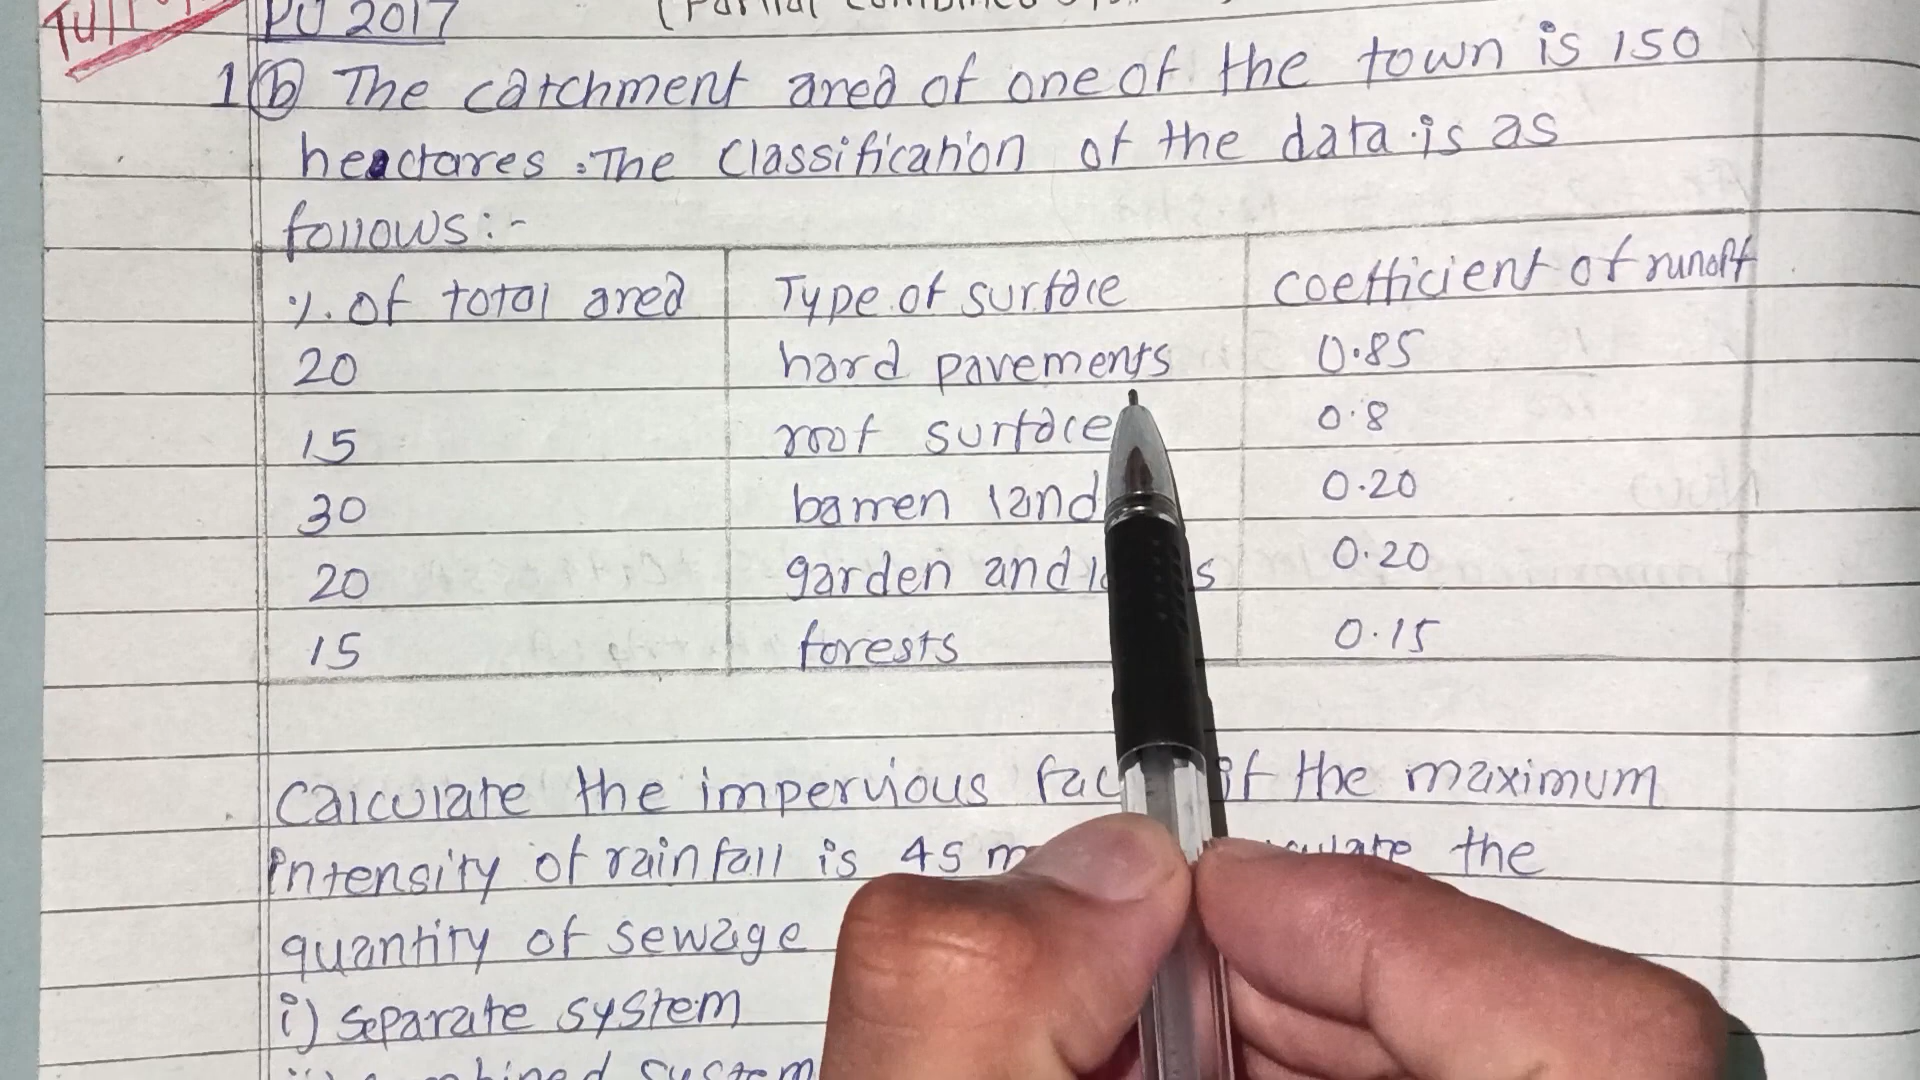 PU 2017
1 (b) The catchment area of one of the town is 150
hectares. The classification of the data is as
follows:-
%. of total area Type of surface coefficient of runoff
20 hard pavements 0.85
15 roof surface 0.8
30 barren land 0.20
20 garden and 0.20
15 forests 0.15
calculate the impervious if the maximum
intensity of rainfall is 45 the
quantity of sewage
i) separate system
system